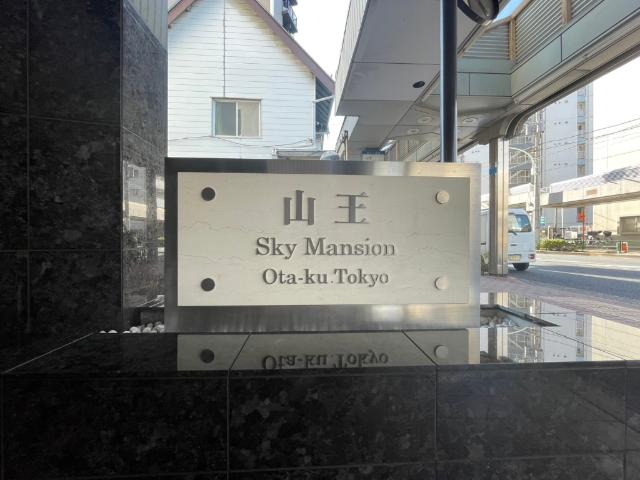 山王
Sky Mansion
Ota-ku.Tokyo